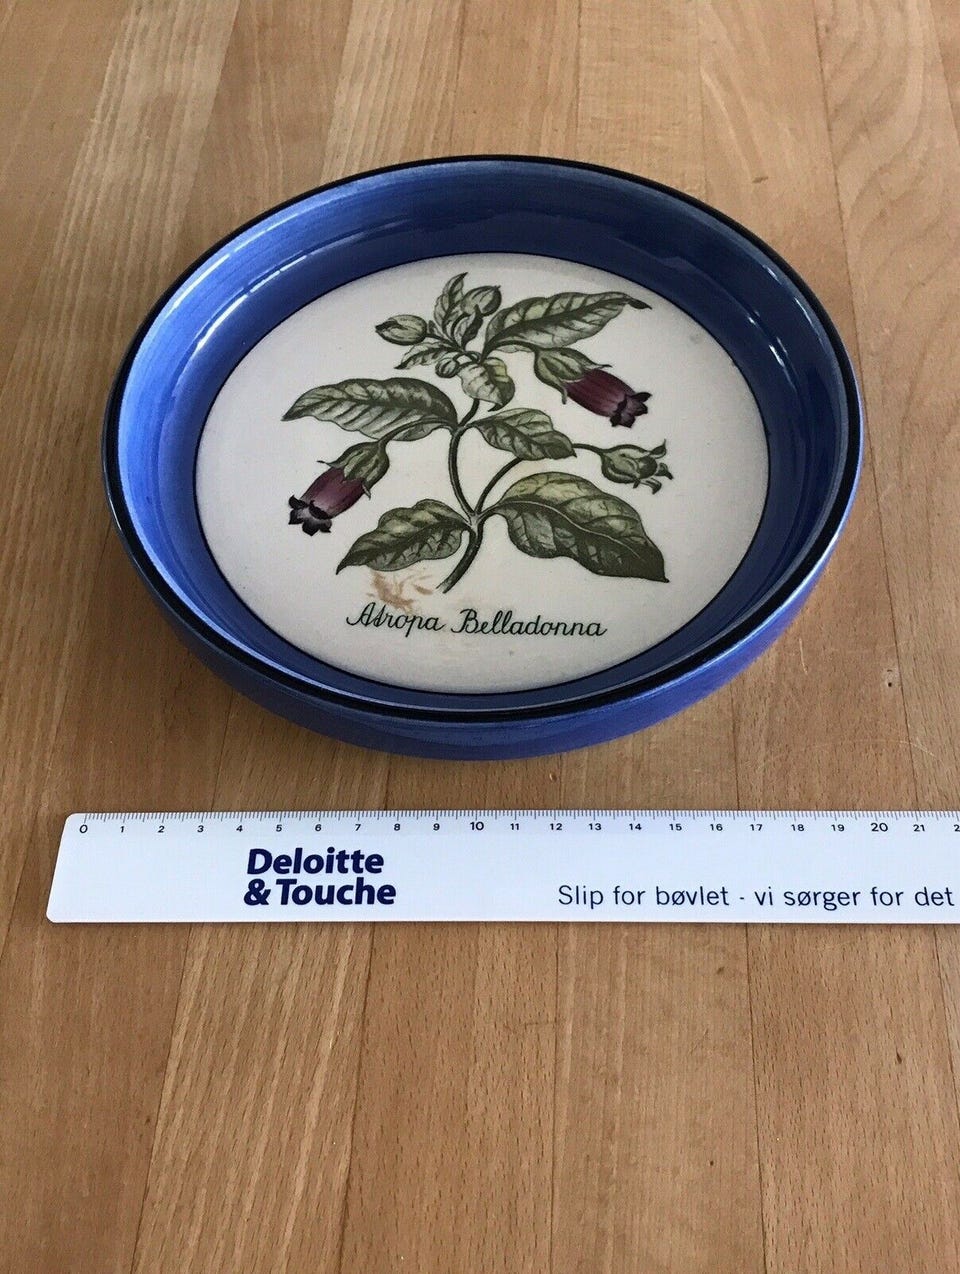 Atropa Belladonna
0 1 2 3 4 5 6 7 8 9 10 11 12 13 14 15 16 17 18 19 20 21
Deloitte
& Touche
Slip for bøvlet - vi sørger for det